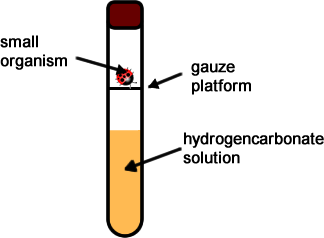 small
organism
gauze
platform
hydrogencarbonate
solution